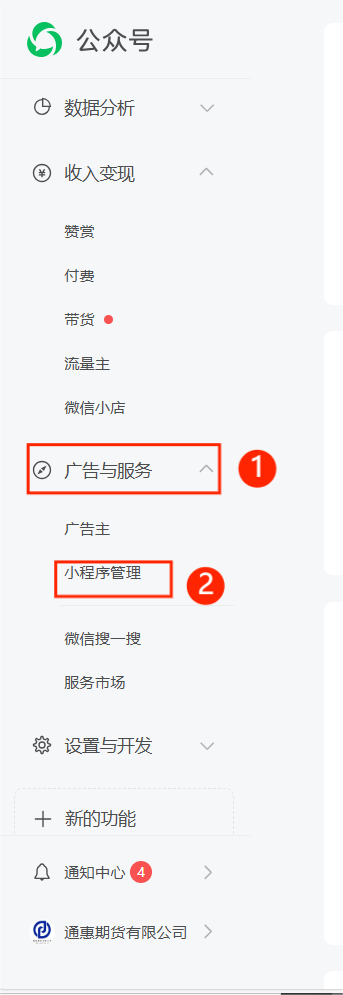 公众号
数据分析
收入变现
赞赏
付费
带货
流量主
微信小店
广告与服务 1
广告主
小程序管理 2
微信搜一搜
服务市场
设置与开发
新的功能
通知中心 4
通惠期货有限公司